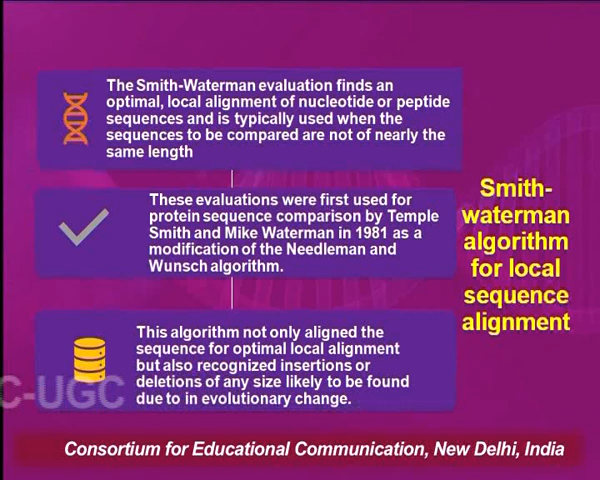 The Smith-Waterman evaluation finds an
optimal, local alignment of nucleotide or peptide
sequences and is typically used when the
sequences to be compared are not of nearly the
same length
These evaluations were first used for
protein sequence comparison by Temple
Smith and Mike Waterman in 1981 as a
modification of the Needleman and
Wunsch algorithm.
This algorithm not only aligned the
sequence for optimal local alignment
but also recognized insertions or
deletions of any size likely to be found
due to in evolutionary change.
Smith-
waterman
algorithm
for local
sequence
alignment
C-UGC
Consortium for Educational Communication, New Delhi, India